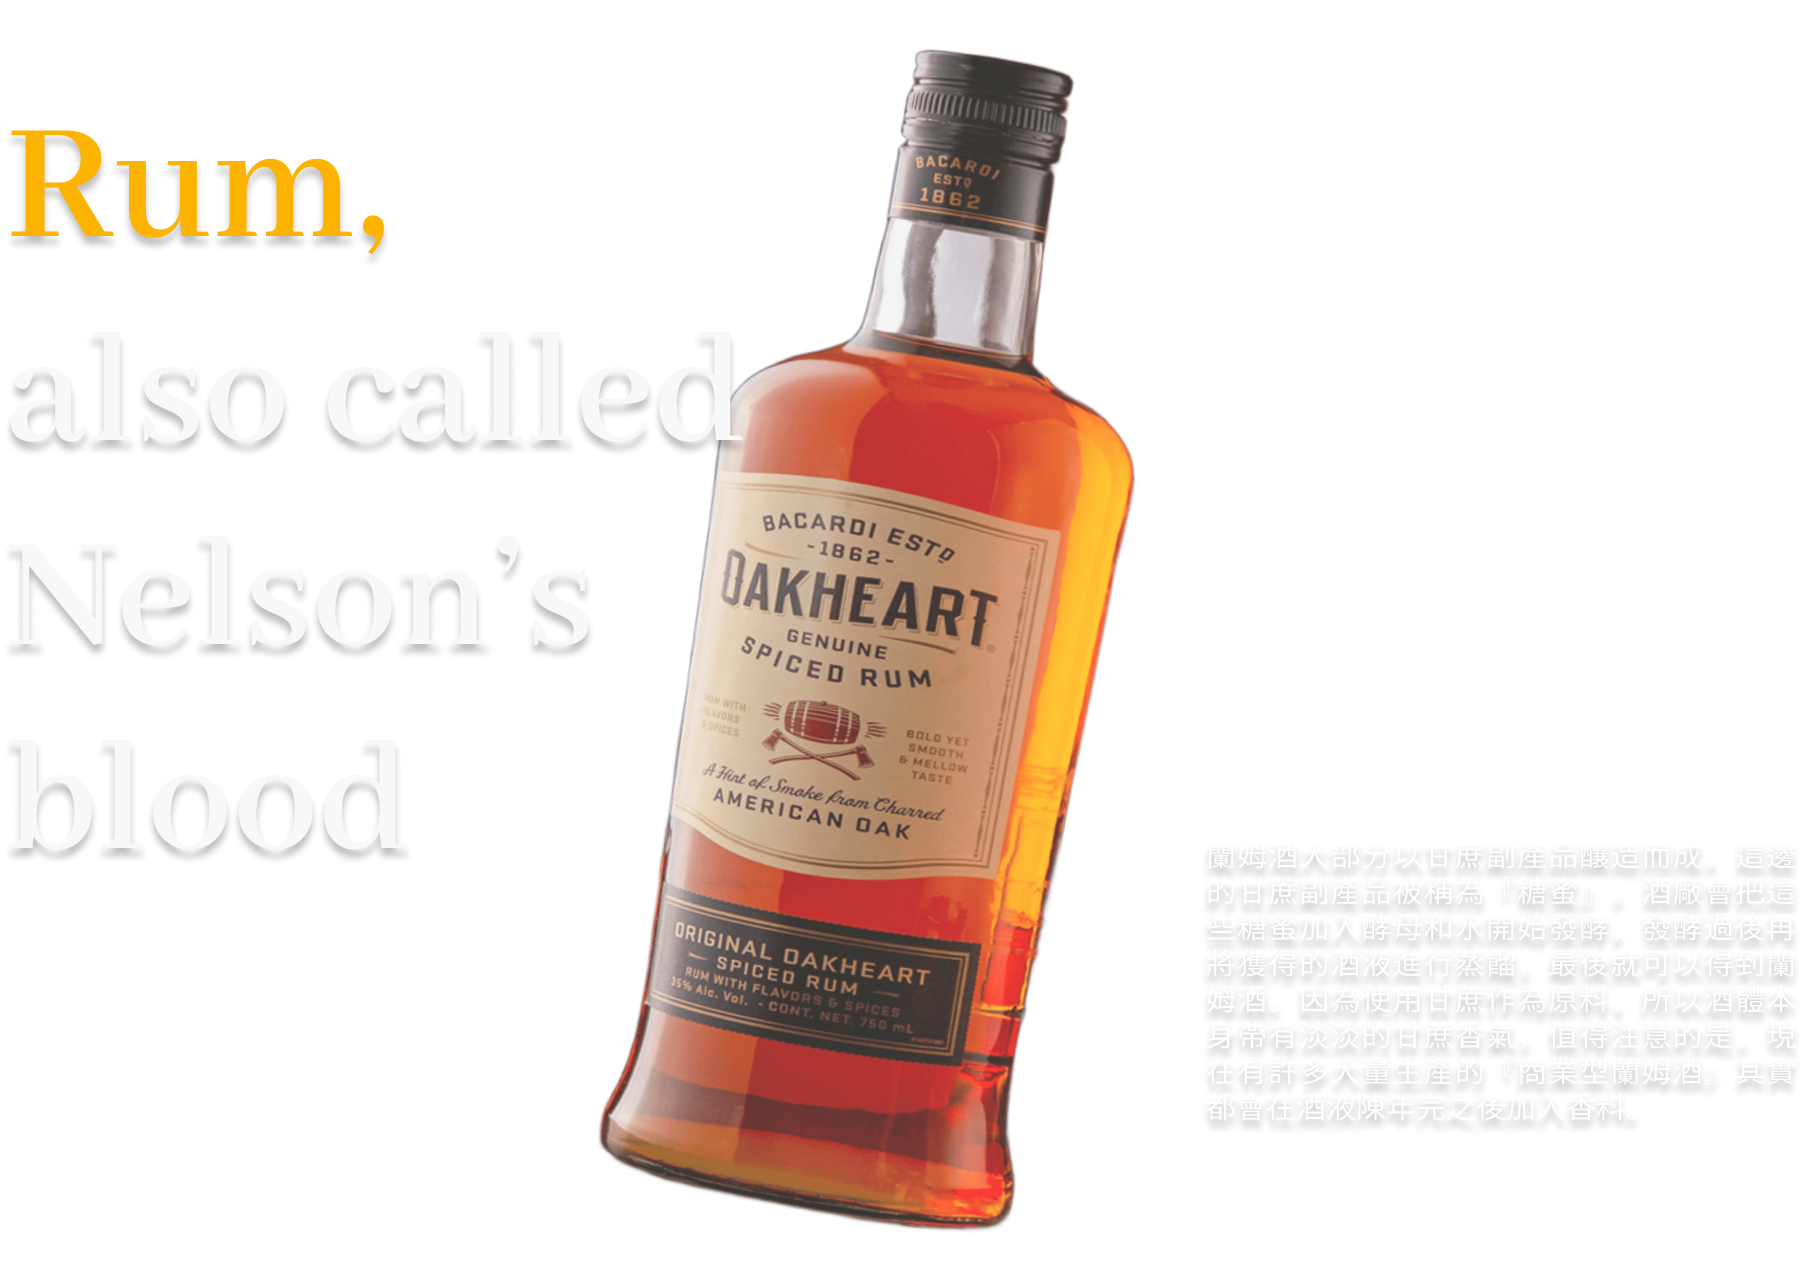 Rum,
also called
Nelson’s
blood
BACARDI
ESTD
1862
BACARDI ESTD
-1862-
OAKHEART
GENUINE
SPICED RUM
RUM WITH
FLAVORS
& SPICES
BOLD YET
SMOOTH
& MELLOW
TASTE
A Hint of Smoke from Charred
AMERICAN OAK
ORIGINAL OAKHEART
SPICED RUM
RUM WITH FLAVORS & SPICES
35% Alc. Vol. - CONT. NET. 750 mL
蘭姆酒大部分以甘蔗副產品釀造而成，這邊
的甘蔗副產品被稱為『糖蜜』，酒廠會把這
些糖蜜加入酵母和水開始發酵，發酵過後再
將獲得的酒液進行蒸餾，最後就可以得到蘭
姆酒。因為使用甘蔗作為原料，所以酒體本
身帶有淡淡的甘蔗香氣，值得注意的是，現
在有許多大量生產的『商業型蘭姆酒』其實
都會在酒液陳年完之後加入香料。